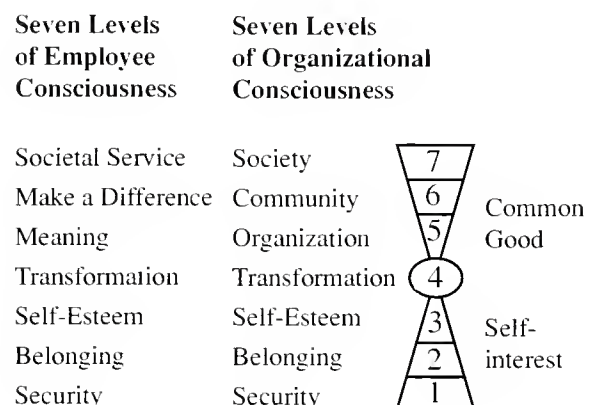 Seven Levels of Employee Consciousness
Seven Levels of Organizational Consciousness
Societal Service Society 7
Make a Difference Community 6
Meaning Organization 5
Common Good
Transformation Transformation 4
Self-Esteem Self-Esteem 3
Self-interest
Belonging Belonging 2
Security Security 1